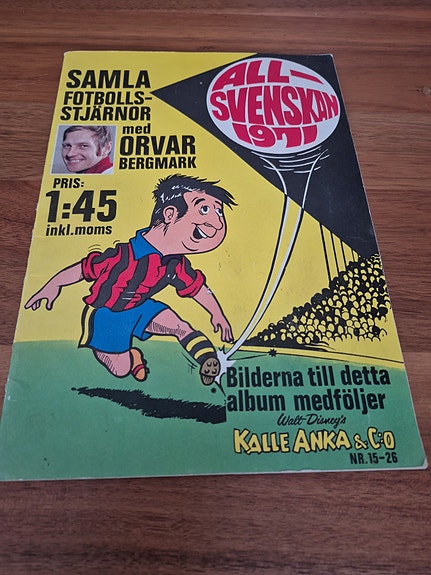 SAMLA
FOTBOLLS-
STJÄRNOR
med
ORVAR
BERGMARK
PRIS:
1:45
inkl.moms
ALL-
SVENSKAN
1971
Bilderna till detta
album medföljer
Walt Disney's
KALLE ANKA & C:O
NR. 15-26